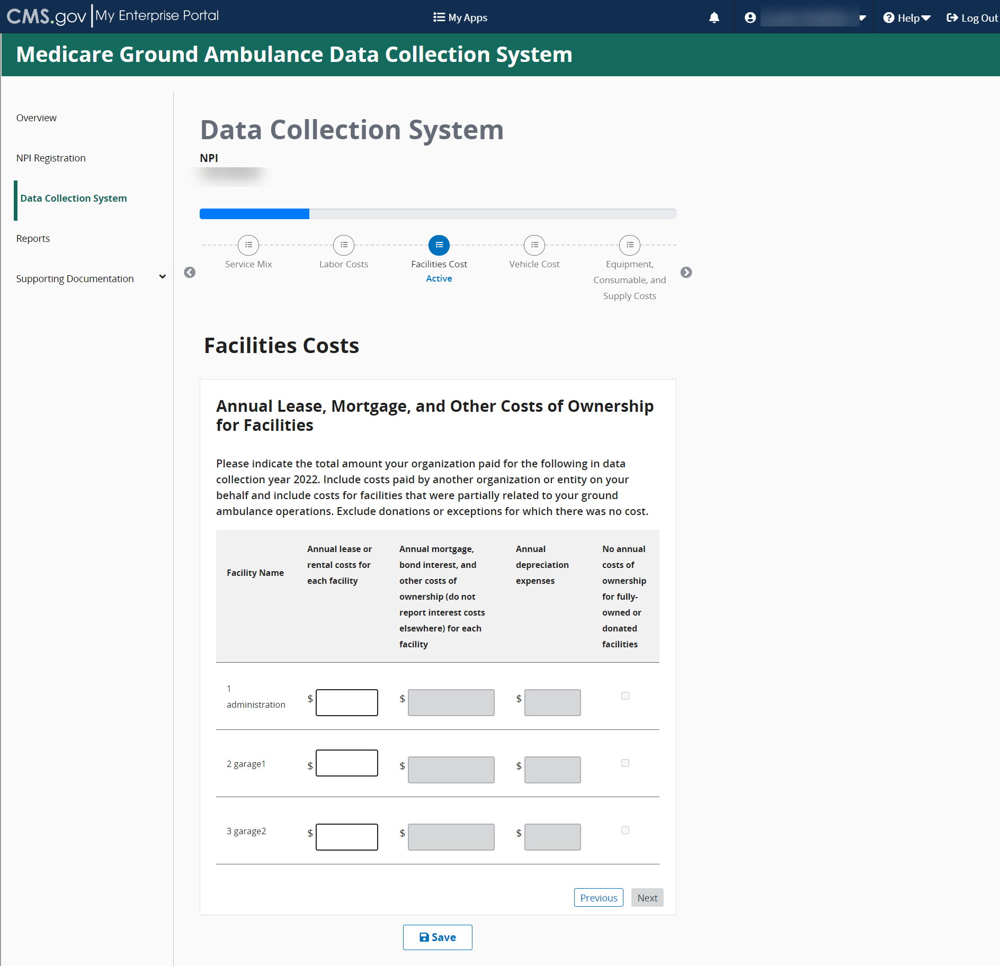 CMS.gov My Enterprise Portal
My Apps
Help
Log Out
Medicare Ground Ambulance Data Collection System
Overview
NPI Registration
Data Collection System
Reports
Supporting Documentation
Data Collection System
NPI
Service Mix
Labor Costs
Facilities Cost
Active
Vehicle Cost
Equipment,
Consumable, and
Supply Costs
Facilities Costs
Annual Lease, Mortgage, and Other Costs of Ownership
for Facilities
Please indicate the total amount your organization paid for the following in data
collection year 2022. Include costs paid by another organization or entity on your
behalf and include costs for facilities that were partially related to your ground
ambulance operations. Exclude donations or exceptions for which there was no cost.
Facility Name
Annual lease or
rental costs for
each facility
Annual mortgage,
bond interest, and
other costs of
ownership (do not
report interest costs
elsewhere) for each
facility
Annual
depreciation
expenses
No annual
costs of
ownership
for fully-
owned or
donated
facilities
1
administration
$ $ $
2 garage1
$ $ $
3 garage2
$ $ $
Previous
Next
Save